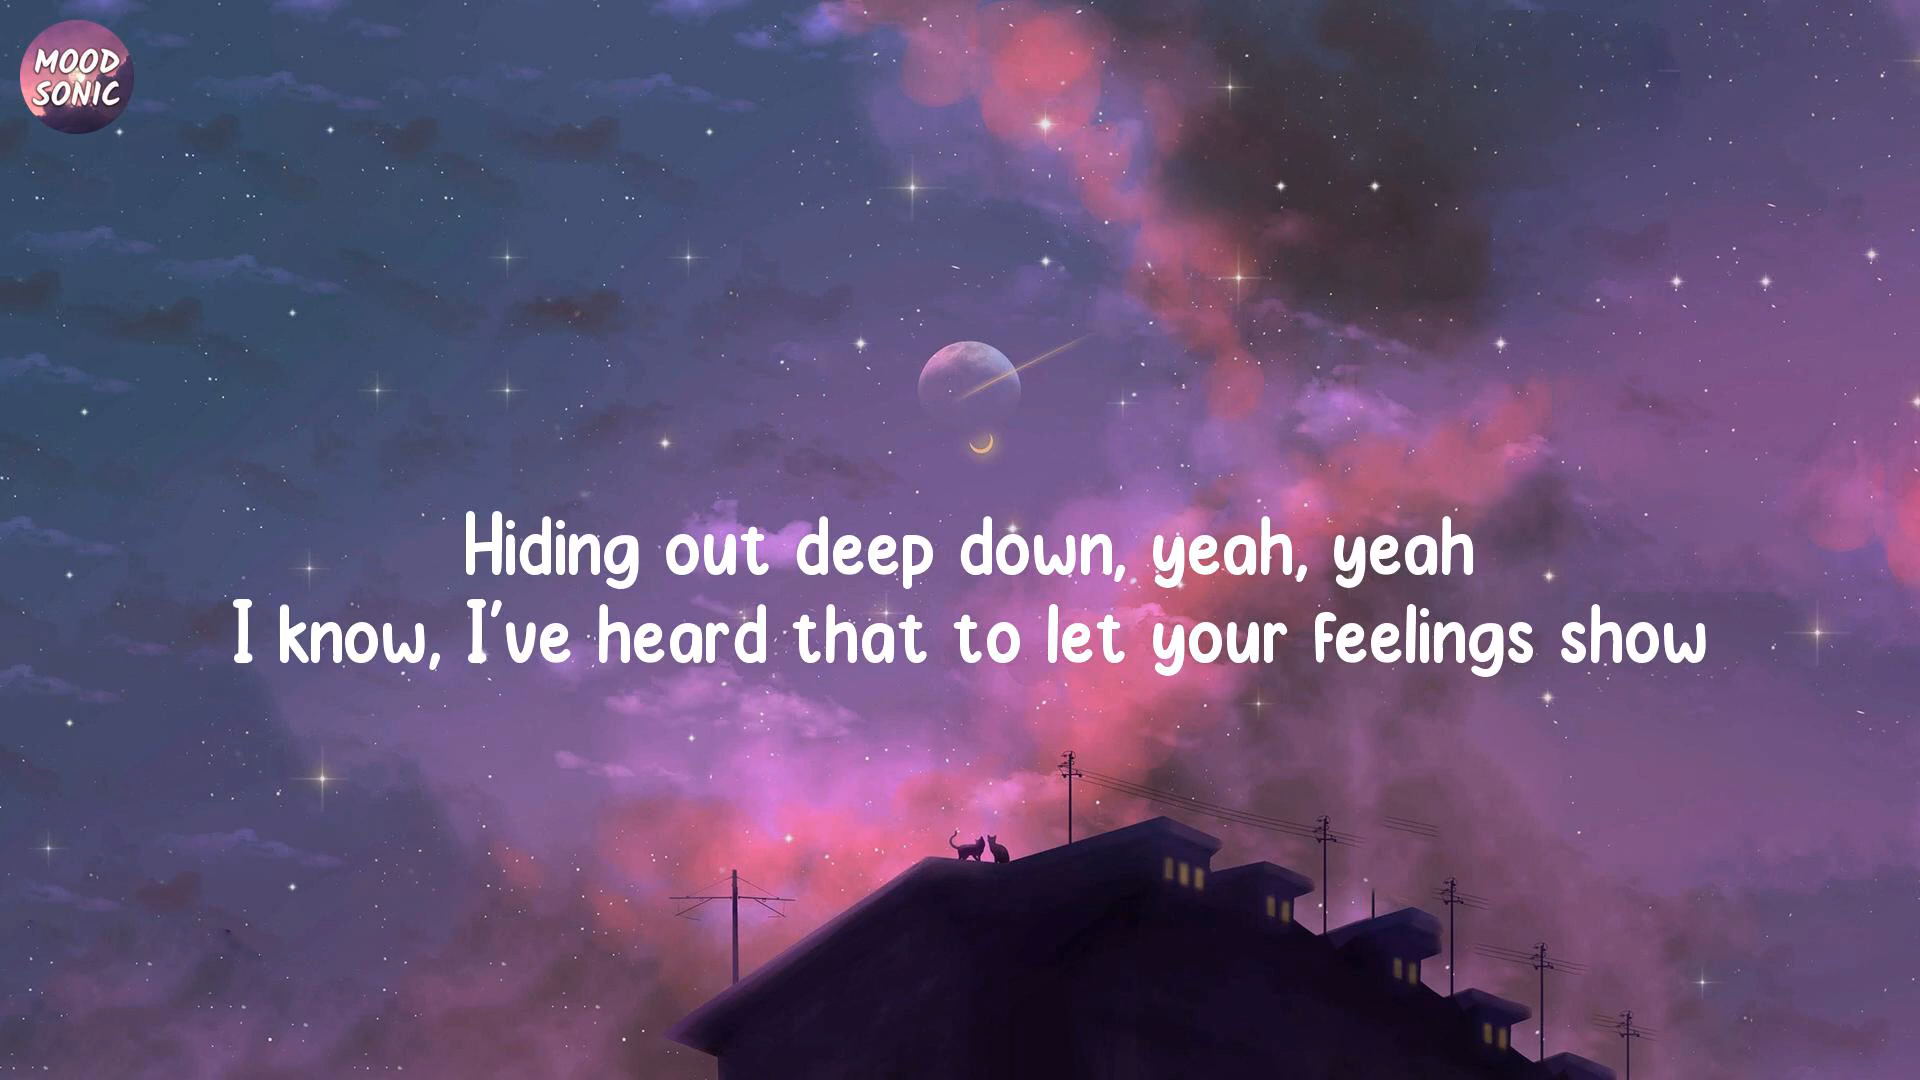 MOOD
SONIC
Hiding out deep down, yeah, yeah
I know, I've heard that to let your feelings show